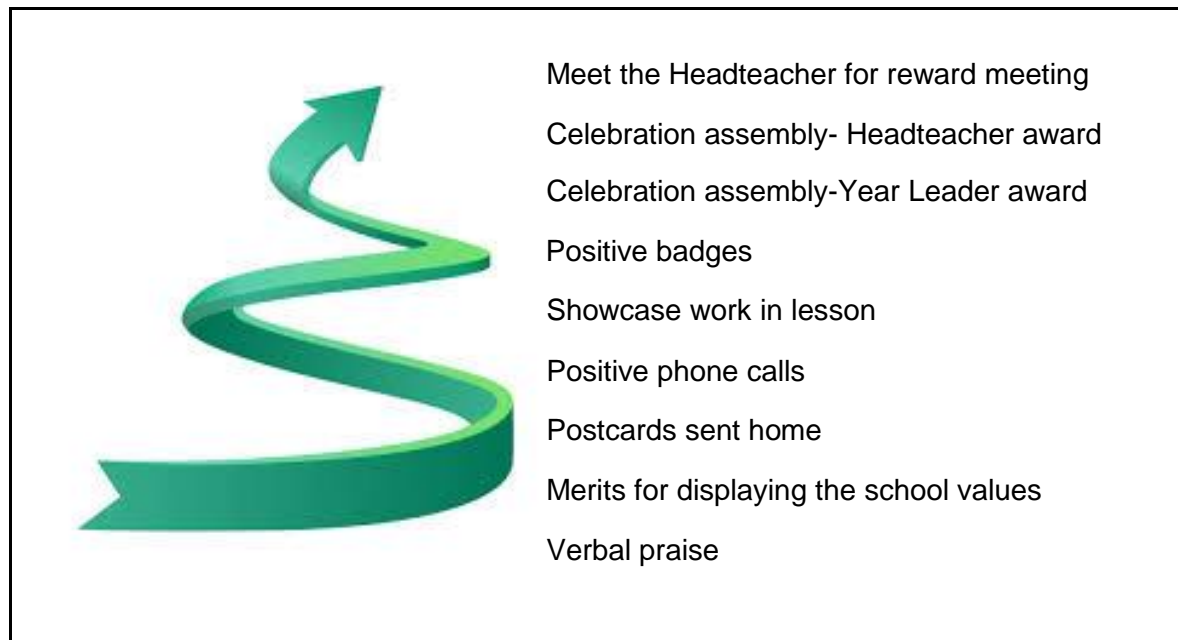 Meet the Headteacher for reward meeting
Celebration assembly- Headteacher award
Celebration assembly-Year Leader award
Positive badges
Showcase work in lesson
Positive phone calls
Postcards sent home
Merits for displaying the school values
Verbal praise